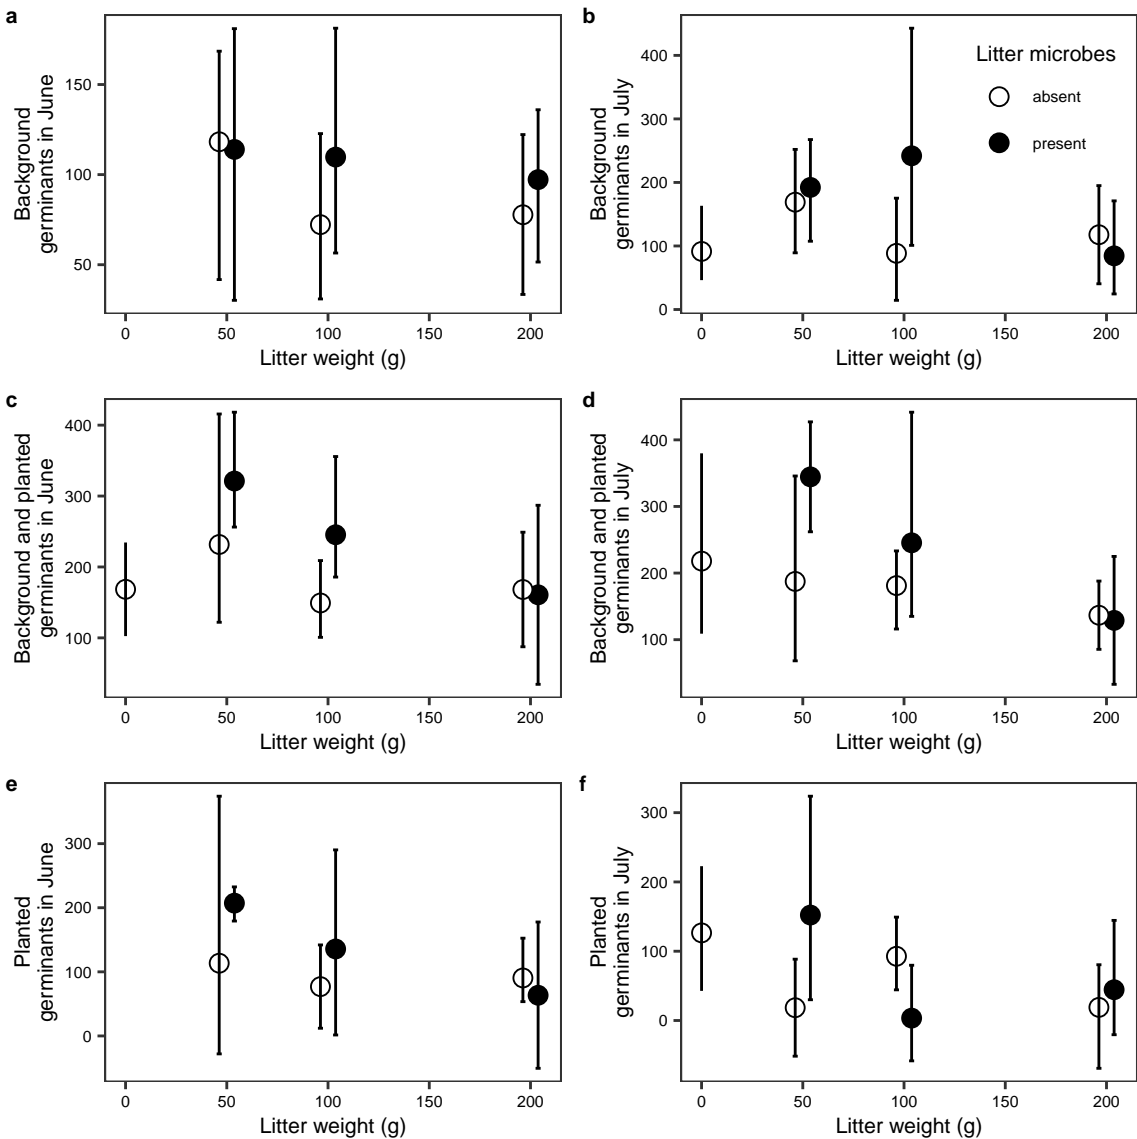 a
Background
germinants in June
150
100
50
0 50 100 150 200
Litter weight (g)
b
Background
germinants in July
400
300
200
100
0
0 50 100 150 200
Litter weight (g)
Litter microbes
absent
present
c
Background and planted
germinants in June
400
300
200
100
0 50 100 150 200
Litter weight (g)
d
Background and planted
germinants in July
400
300
200
100
0 50 100 150 200
Litter weight (g)
e
Planted
germinants in June
300
200
100
0
0 50 100 150 200
Litter weight (g)
f
Planted
germinants in July
300
200
100
0
0 50 100 150 200
Litter weight (g)